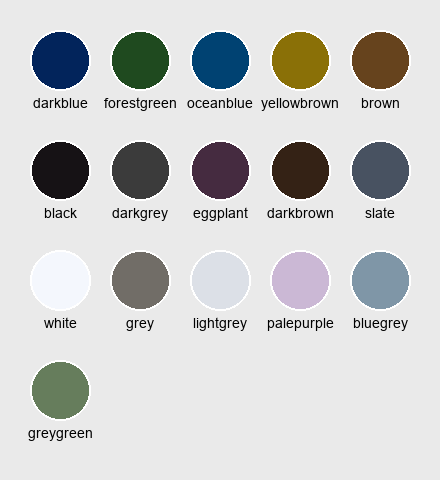 darkblue forestgreen oceanblue yellowbrown brown
black darkgrey eggplant darkbrown slate
white grey lightgrey palepurple bluegrey
greygreen